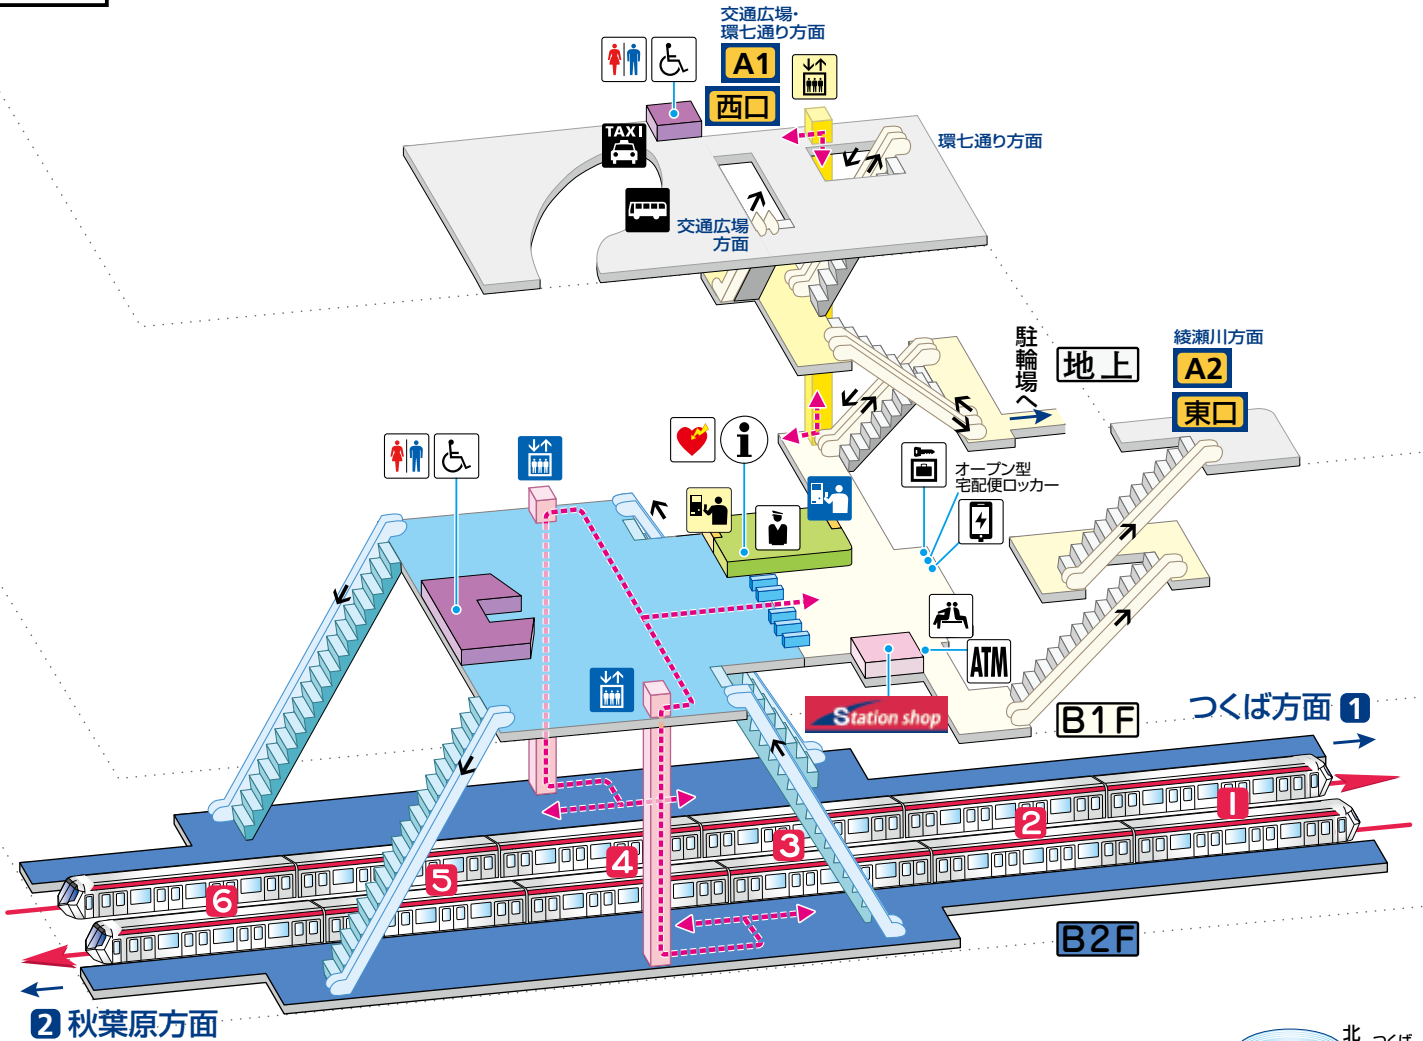 交通広場・
環七通り方面
A1
西口
TAXI
環七通り方面
交通広場
方面
駐輪場へ
地上
綾瀬川方面
A2
東口
i
オープン型
宅配便ロッカー
ATM
Station shop
B1F
つくば方面 1
1
2
3
4
5
6
B2F
2 秋葉原方面
北
つくば